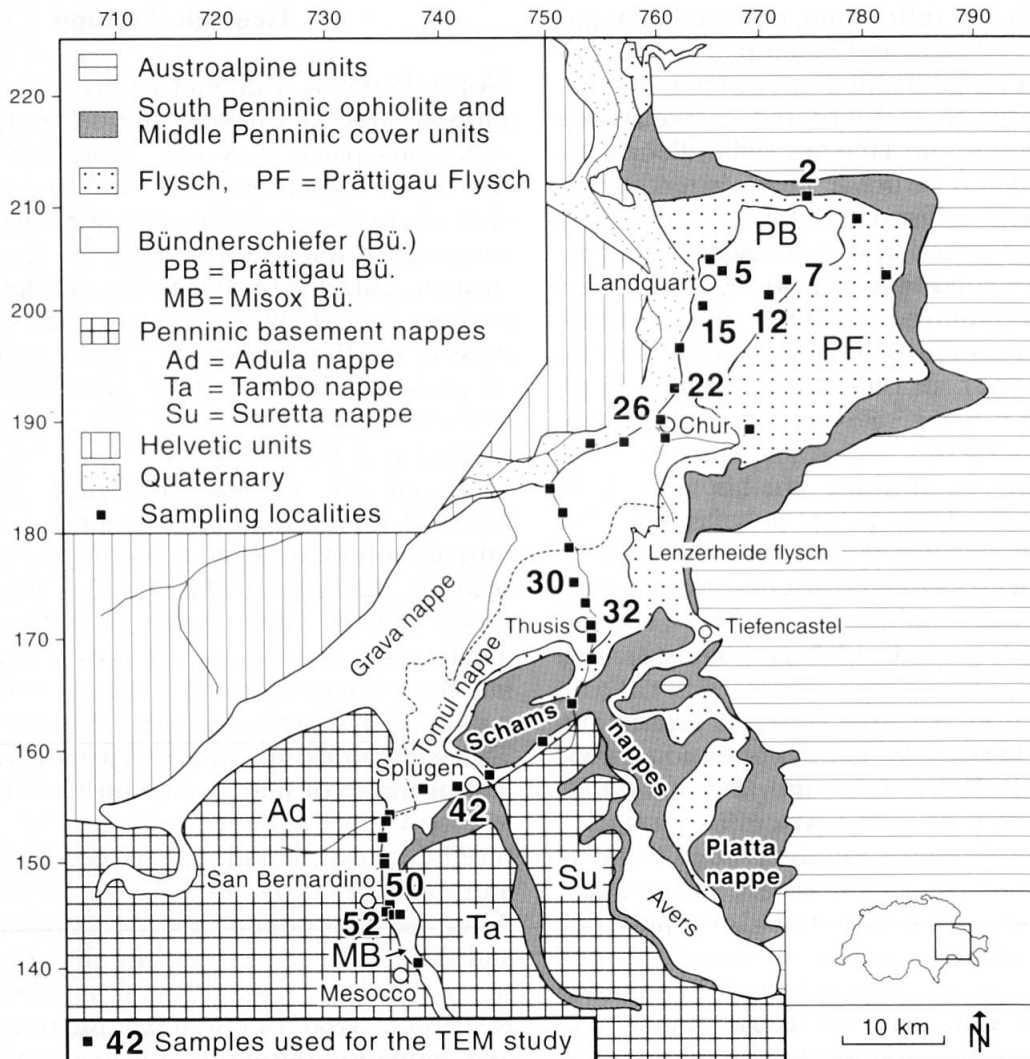 710 720 730 740 750 760 770 780 790
220
210
200
190
180
170
160
150
140
Austroalpine units
South Penninic ophiolite and
Middle Penninic cover units
Flysch, PF = Prättigau Flysch
Bündnerschiefer (Bü.)
PB = Prättigau Bü.
MB = Misox Bü.
Penninic basement nappes
Ad = Adula nappe
Ta = Tambo nappe
Su = Suretta nappe
Helvetic units
Quaternary
Sampling localities
2
PB
5
7
Landquart
15
12
PF
22
26
Chur
Lenzerheide flysch
30
32
Thusis
Tiefencastel
Grava nappe
Tomül nappe
Schams
nappes
Splügen
42
Ad
Platta
nappe
San Bernardino
50
Su
Avers
52
Ta
MB
Mesocco
10 km
N
42 Samples used for the TEM study